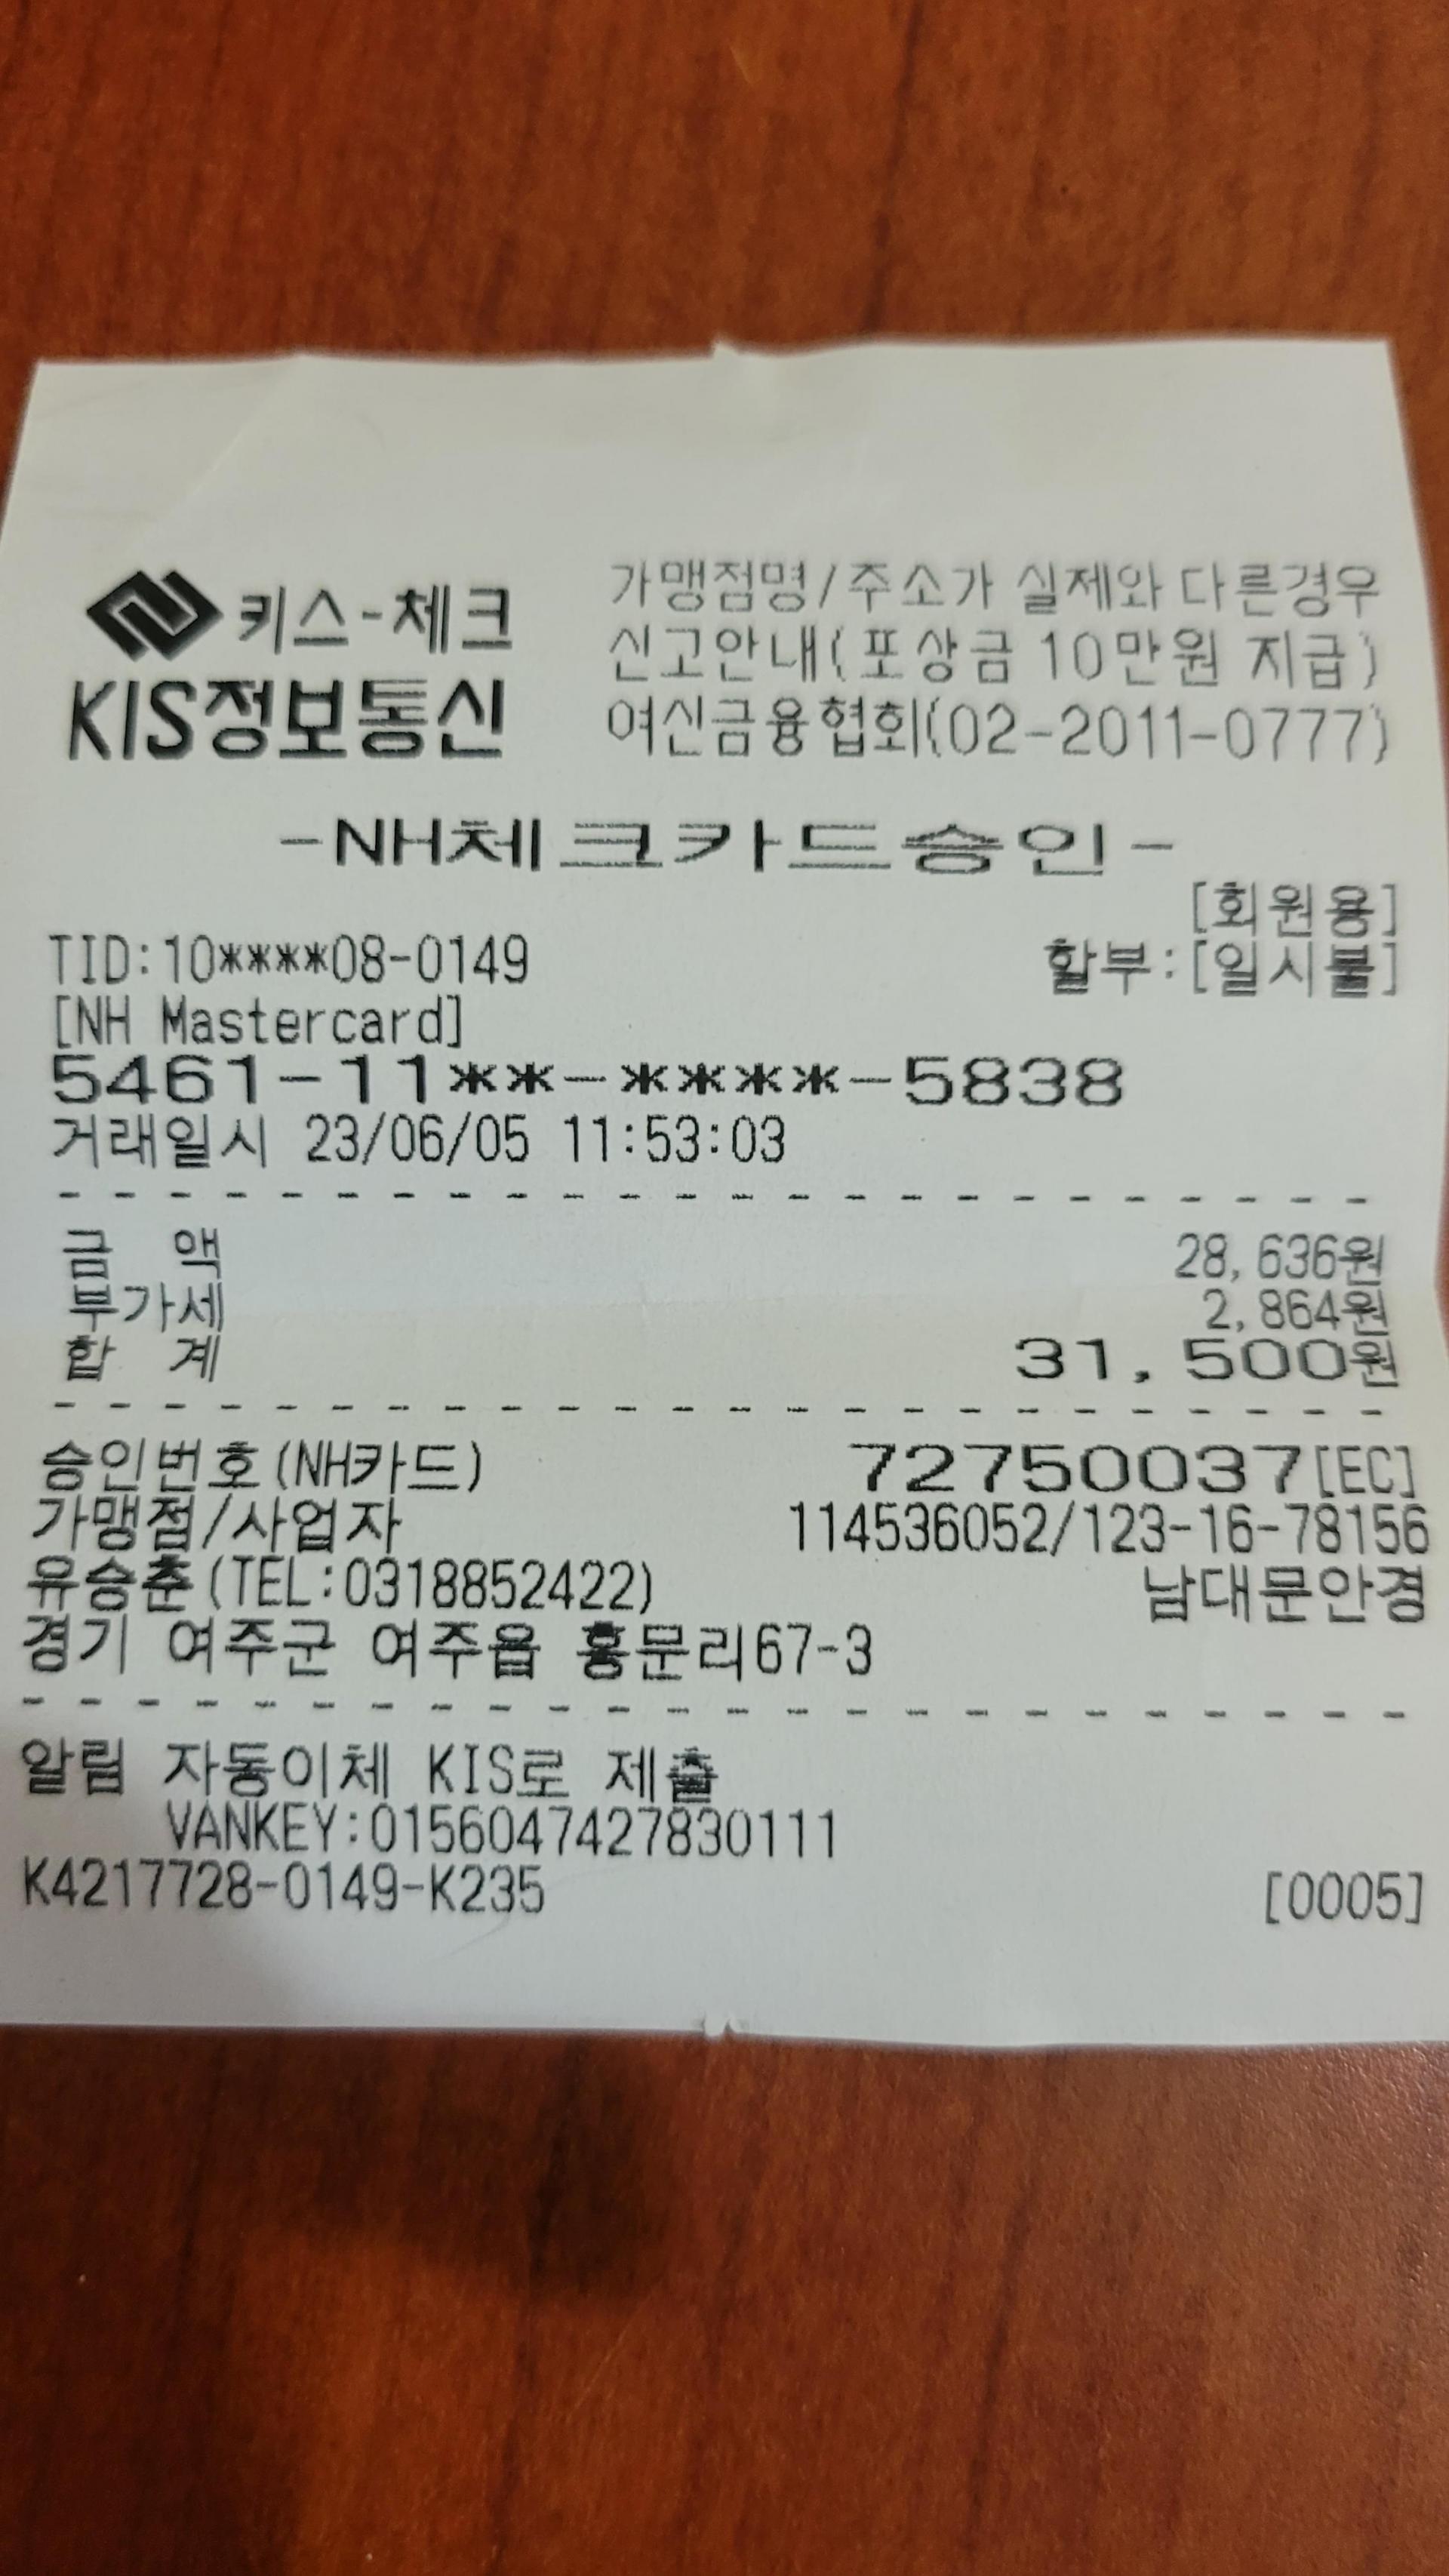 키스-체크
KIS정보통신
가맹점명/주소가 실제와 다른경우
신고안내(포상금 10만원 지급)
여신금융협회(02-2011-0777)
-NH체크카드승인-
[회원용]
TID:10****08-0149 할부:[일시불]
[NH Mastercard]
5461-11**-****-5838
거래일시 23/06/05 11:53:03
금 액 28,636원
부가세 2,864원
합 계 31,500원
승인번호(NH카드) 72750037[EC]
가맹점/사업자 114536052/123-16-78156
유승춘(TEL:0318852422) 남대문안경
경기 여주군 여주읍 홍문리67-3
알림 자동이체 KIS로 제출
VANKEY:0156047427830111
K4217728-0149-K235 [0005]